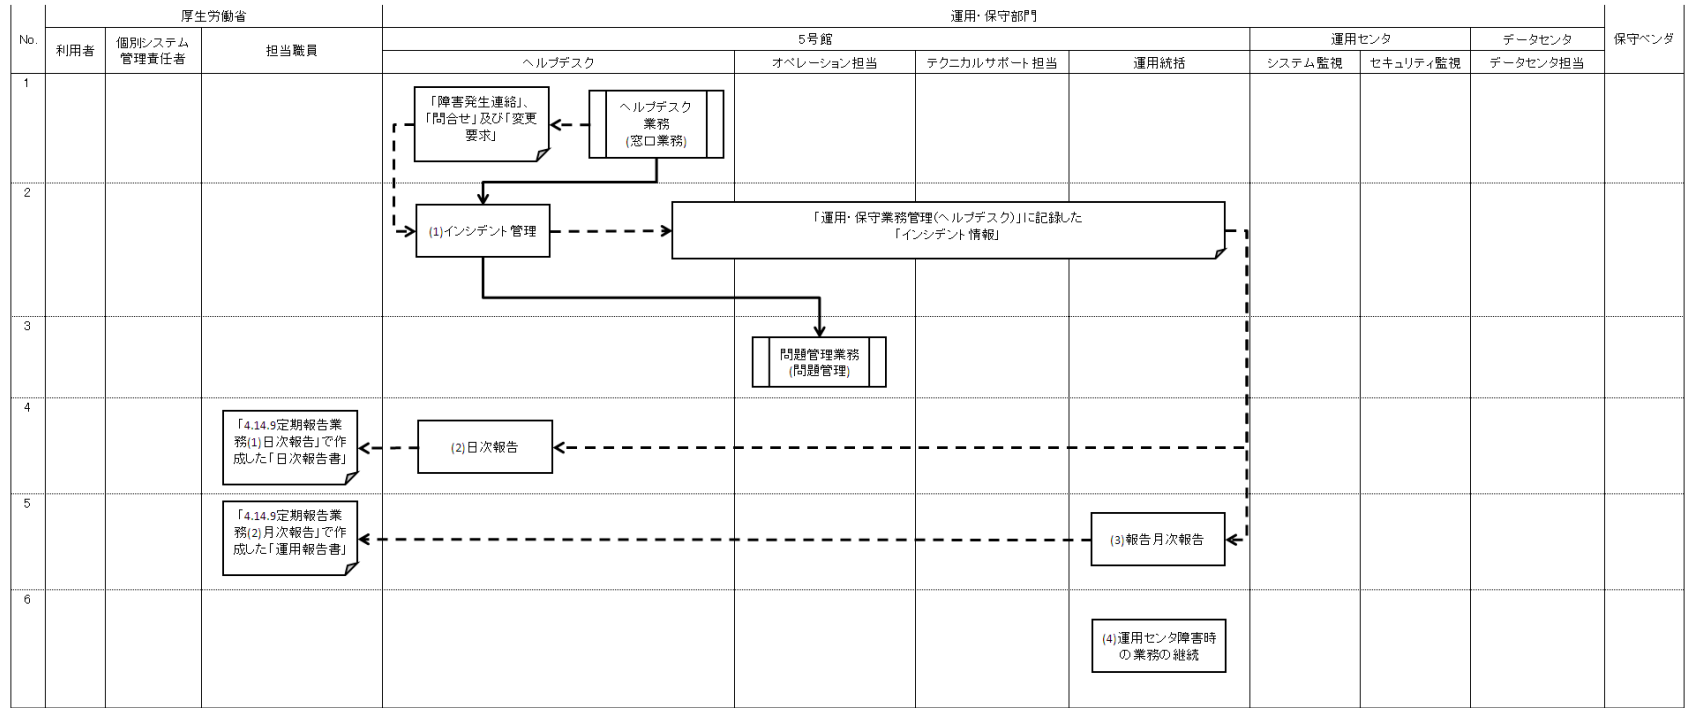 厚生労働省
運用・保守部門
No.
利用者
個別システム
管理責任者
担当職員
5号館
運用センタ
データセンタ
保守ベンダ
ヘルプデスク
オペレーション担当
テクニカルサポート担当
運用統括
システム監視
セキュリティ監視
データセンタ担当
1
「障害発生連絡」、
「問合せ」及び「変更
要求」
ヘルプデスク
業務
(窓口業務)
2
(1)インシデント管理
「運用・保守業務管理(ヘルプデスク)」に記録した
「インシデント情報」
3
問題管理業務
(問題管理)
4
「4.14.9定期報告業
務(1)日次報告」で作
成した「日次報告書」
(2)日次報告
5
「4.14.9定期報告業
務(2)月次報告」で作
成した「運用報告書」
(3)報告月次報告
6
(4)運用センタ障害時
の業務の継続